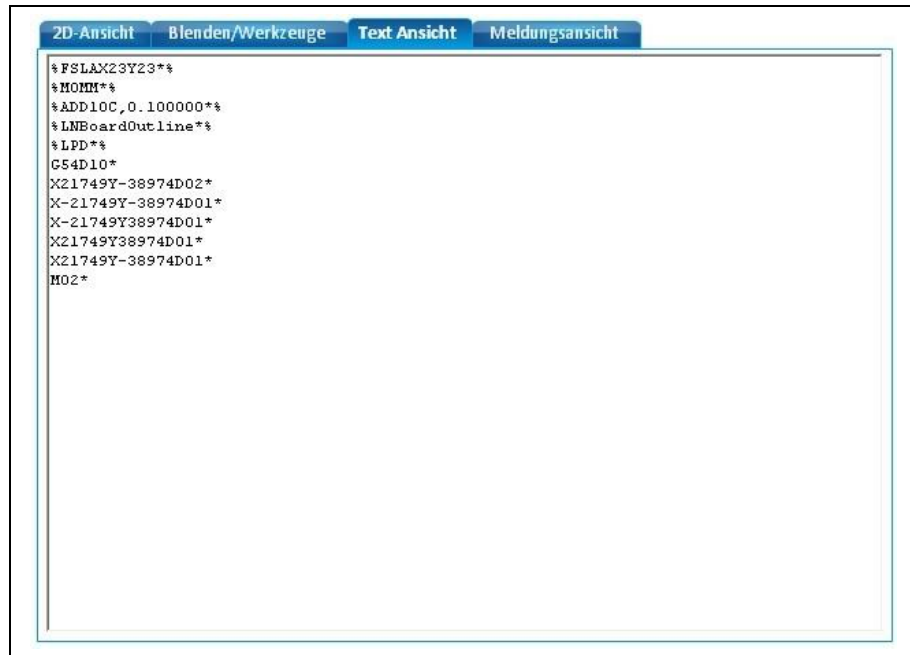 2D-Ansicht Blenden/Werkzeuge Text Ansicht Meldungsansicht
%FSLAX23Y23*%
%MOMM*%
%ADD10C,0.100000*%
%LNBoardOutline*%
%LPD*%
G54D10*
X21749Y-38974D02*
X-21749Y-38974D01*
X-21749Y38974D01*
X21749Y38974D01*
X21749Y-38974D01*
M02*